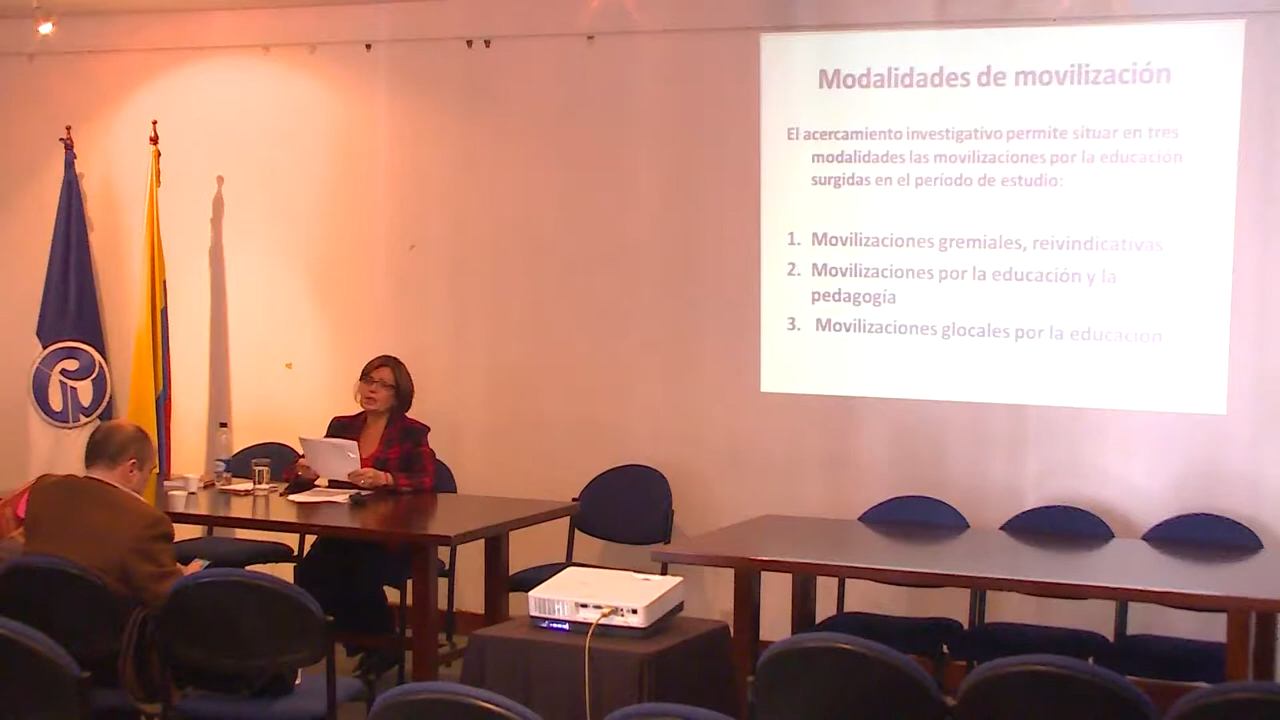 Modalidades de movilización
El acercamiento investigativo permite situar en tres
modalidades las movilizaciones por la educación
surgidas en el período de estudio:
1. Movilizaciones gremiales, reivindicativas
2. Movilizaciones por la educación y la
pedagogía
3. Movilizaciones glocales por la educación